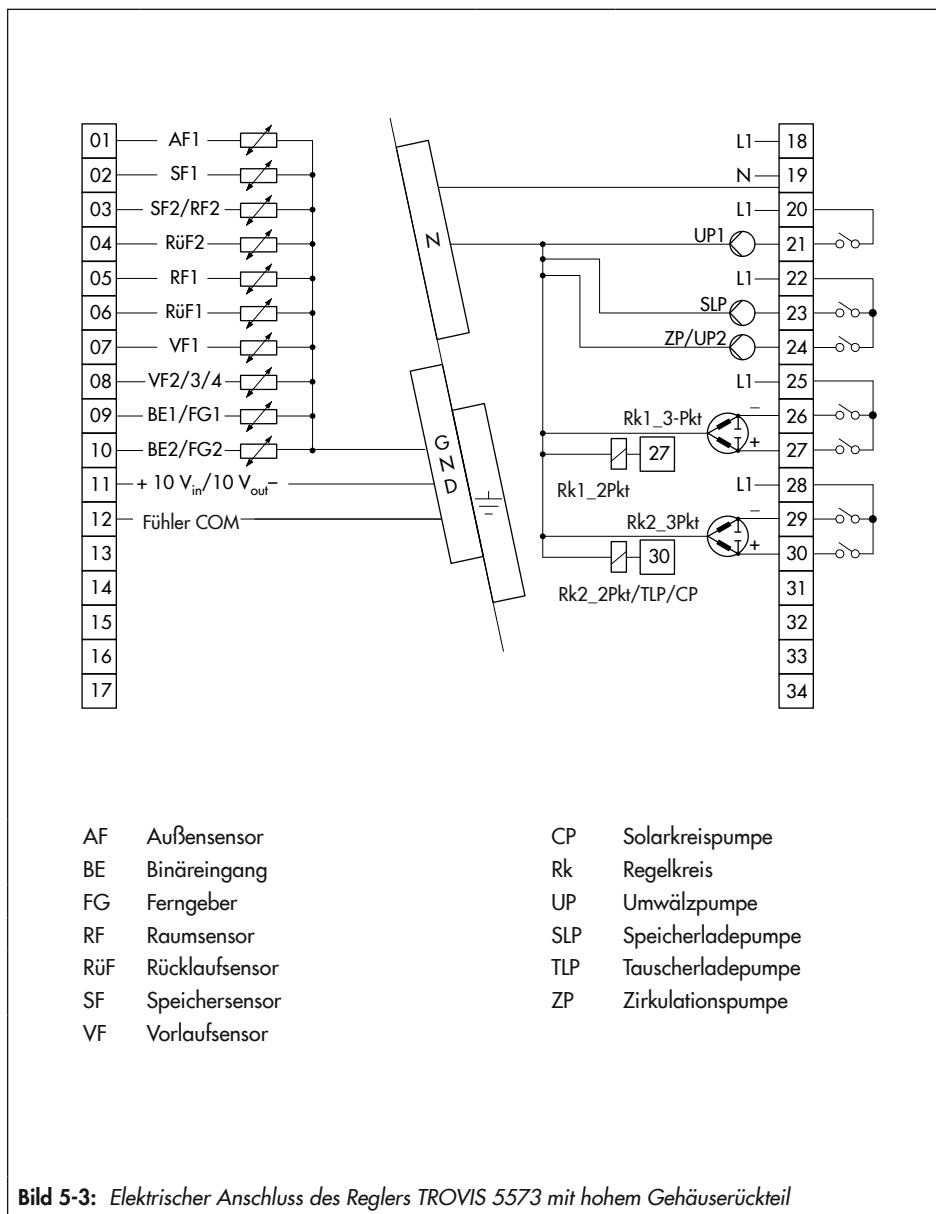 01 AF1
02 SF1
03 SF2/RF2
04 RüF2
05 RF1
06 RüF1
07 VF1
08 VF2/3/4
09 BE1/FG1
10 BE2/FG2
11 + 10 Vin/10 Vout–
12 Fühler COM
13
14
15
16
17
N
GND
L1 18
N 19
L1 20
UP1 21
L1 22
SLP 23
ZP/UP2 24
L1 25
Rk1_3-Pkt – 26
27 + 27
Rk1_2Pkt
L1 28
Rk2_3Pkt – 29
30 + 30
Rk2_2Pkt/TLP/CP
31
32
33
34
AF Außensensor
BE Binäreingang
FG Ferngeber
RF Raumsensor
RüF Rücklaufsensor
SF Speichersensor
VF Vorlaufsensor
CP Solarkreispumpe
Rk Regelkreis
UP Umwälzpumpe
SLP Speicherladepumpe
TLP Tauscherladepumpe
ZP Zirkulationspumpe
Bild 5-3: Elektrischer Anschluss des Reglers TROVIS 5573 mit hohem Gehäuserückteil